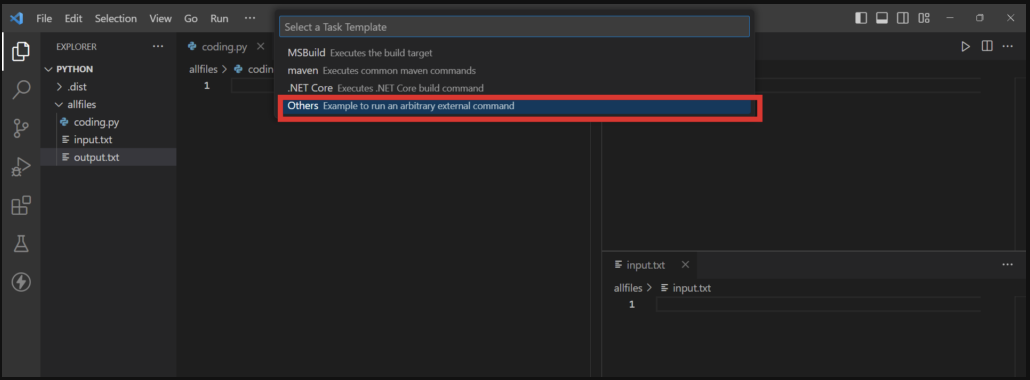 File Edit Selection View Go Run ...
Select a Task Template
MSBuild Executes the build target
maven Executes common maven commands
.NET Core Executes .NET Core build command
Others Example to run an arbitrary external command
EXPLORER ...
PYTHON
.dist
allfiles
coding.py
input.txt
output.txt
coding.py
allfiles > codin
1
input.txt
allfiles > input.txt
1